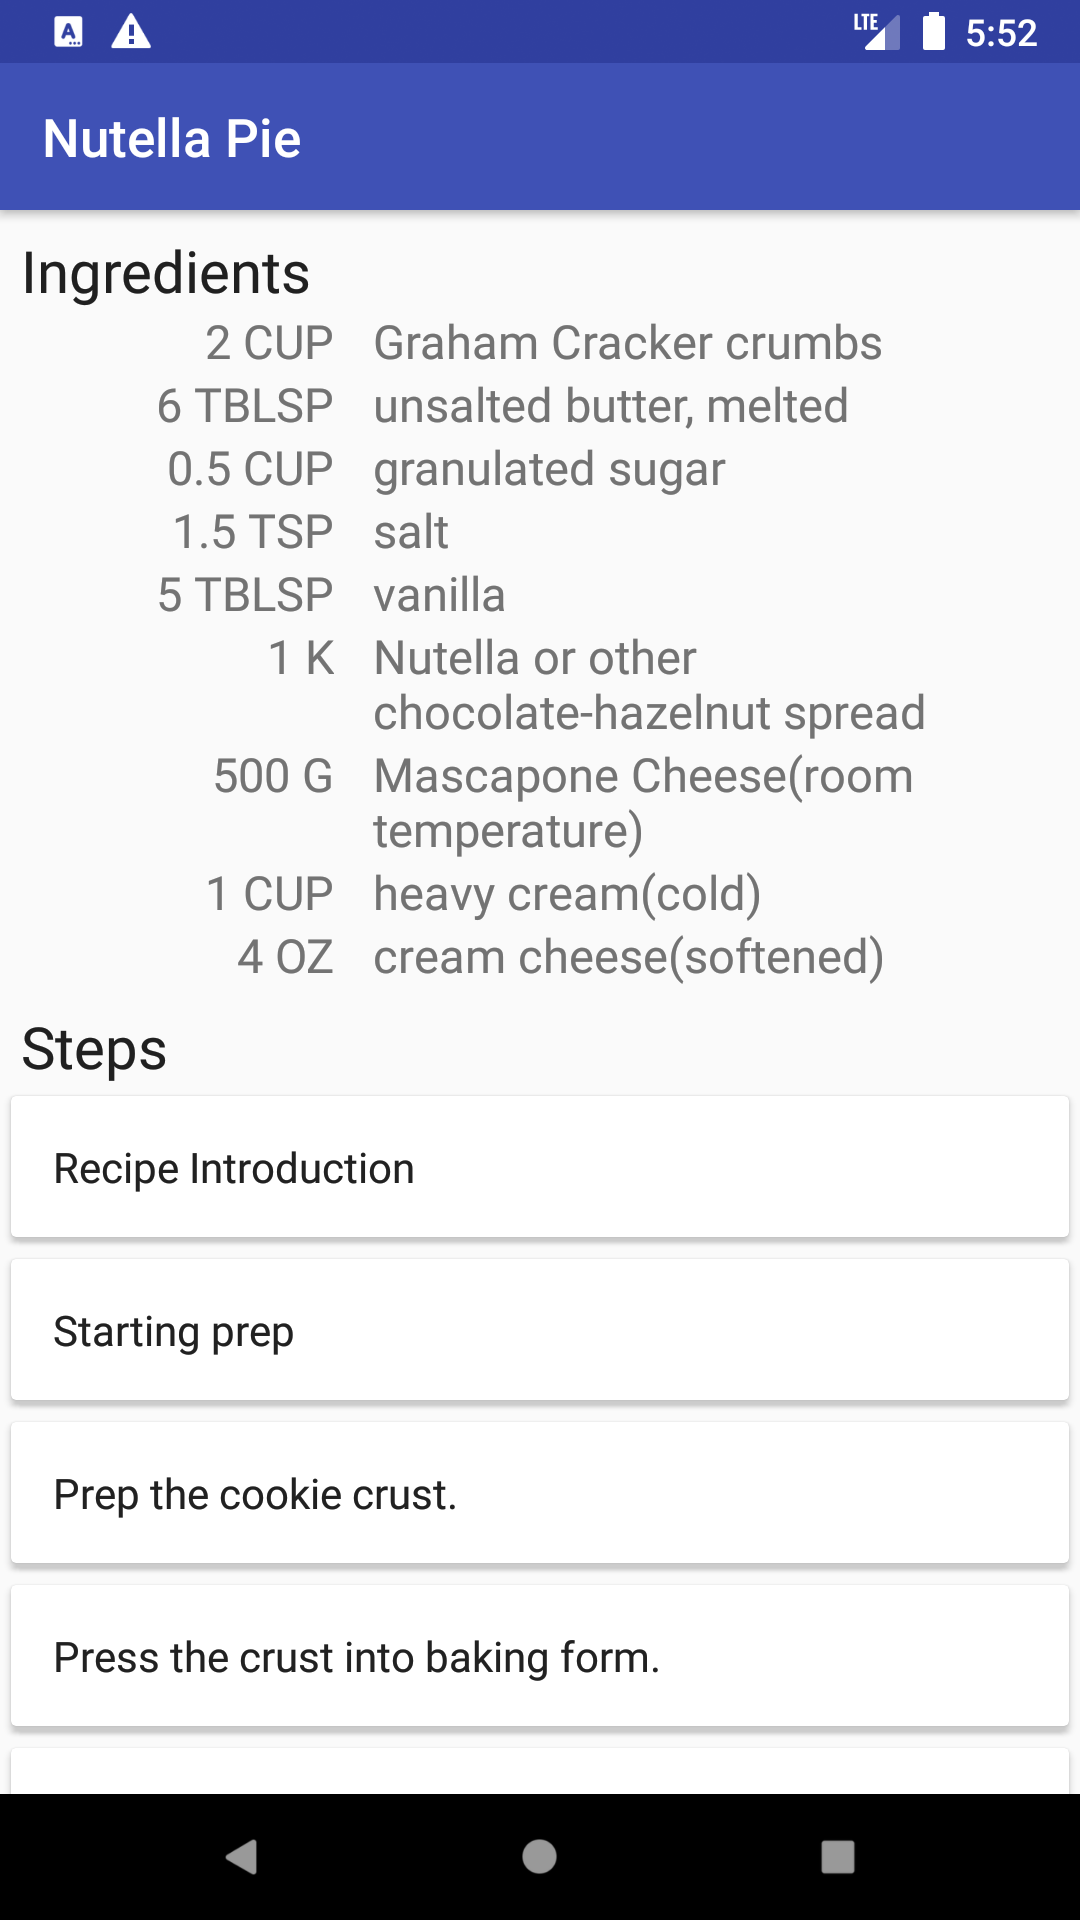 LTE 5:52
Nutella Pie
Ingredients
2 CUP Graham Cracker crumbs
6 TBLSP unsalted butter, melted
0.5 CUP granulated sugar
1.5 TSP salt
5 TBLSP vanilla
1 K Nutella or other
chocolate-hazelnut spread
500 G Mascapone Cheese(room
temperature)
1 CUP heavy cream(cold)
4 OZ cream cheese(softened)
Steps
Recipe Introduction
Starting prep
Prep the cookie crust.
Press the crust into baking form.